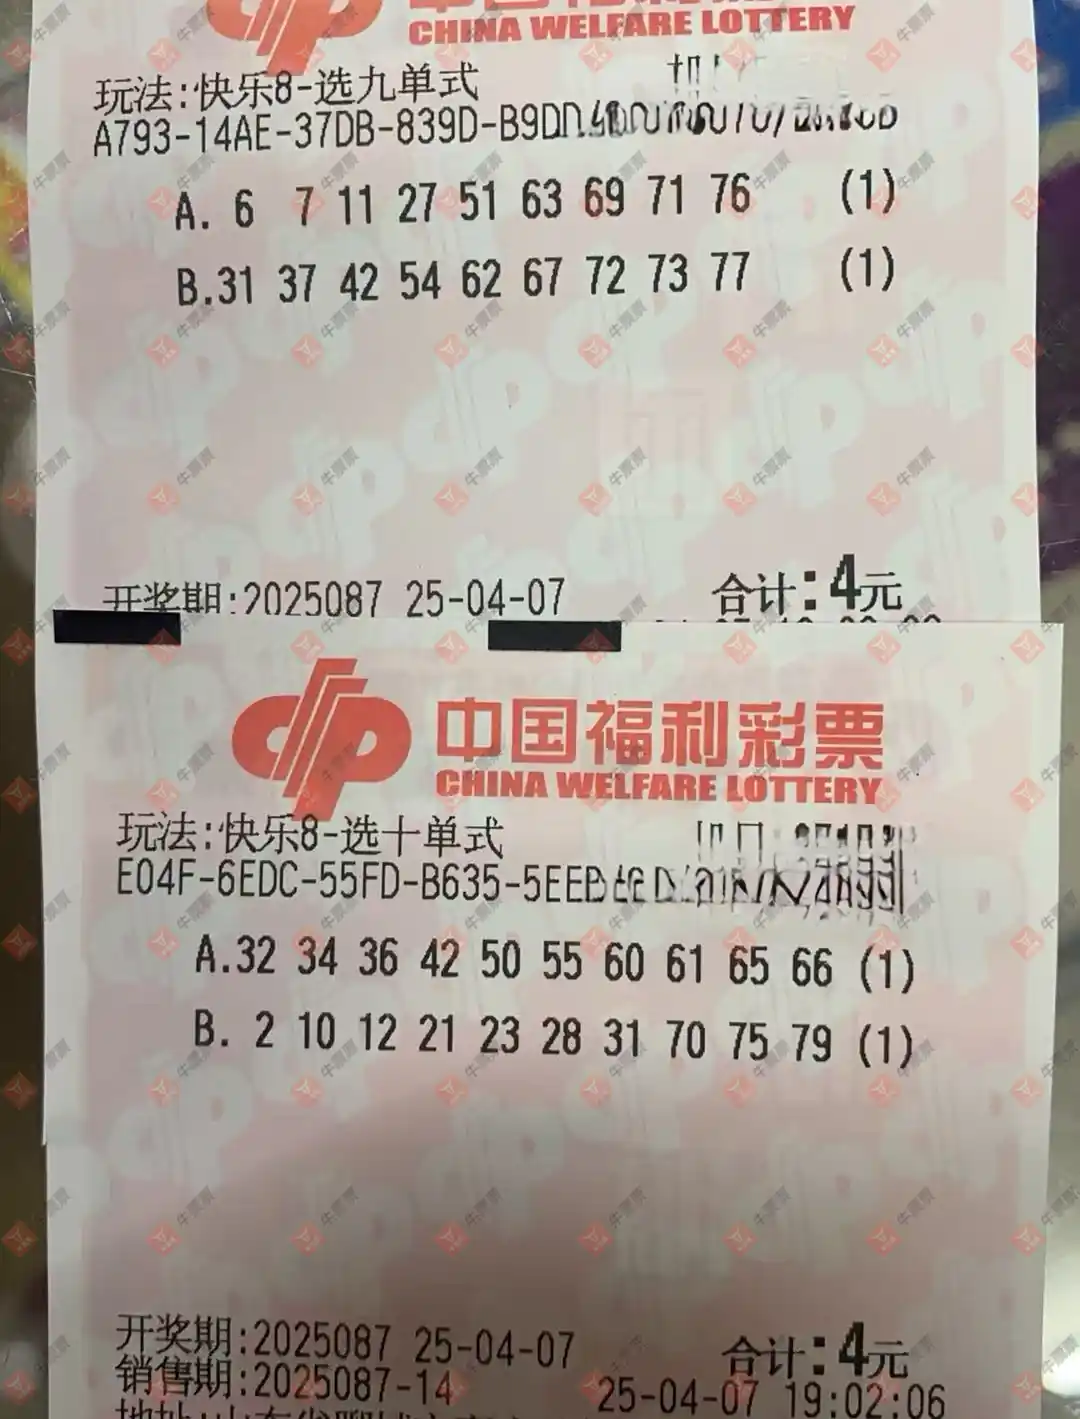 CHINA WELFARE LOTTERY
玩法:快乐8-选九单式
A793-14AE-37DB-839D-B9D
A. 6 7 11 27 51 63 69 71 76 (1)
B.31 37 42 54 62 67 72 73 77 (1)
开奖期:2025087 25-04-07 合计:4元
中国福利彩票
CHINA WELFARE LOTTERY
玩法:快乐8-选十单式
E04F-6EDC-55FD-B635-5EE
A.32 34 36 42 50 55 60 61 65 66 (1)
B. 2 10 12 21 23 28 31 70 75 79 (1)
开奖期:2025087 25-04-07 合计:4元
销售期:2025087-14 25-04-07 19:02:06
牛票票